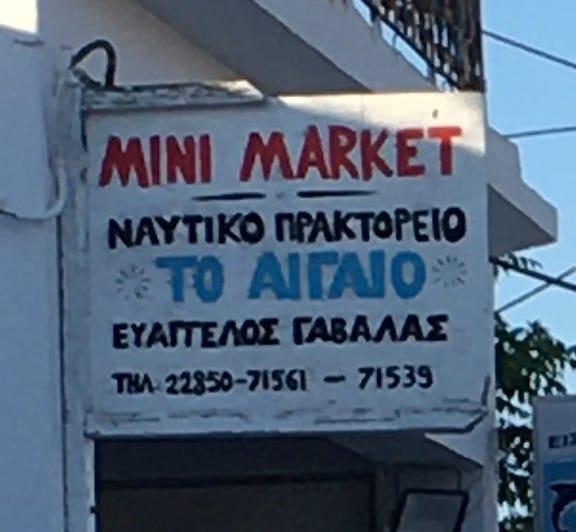 MINI MARKET
ΝΑΥΤΙΚΟ ΠΡΑΚΤΟΡΕΙΟ
ΤΟ ΑΙΓΑΙΟ
ΕΥΑΓΓΕΛΟΣ ΓΑΒΑΛΑΣ
ΤΗΛ 22850-71561 — 71539